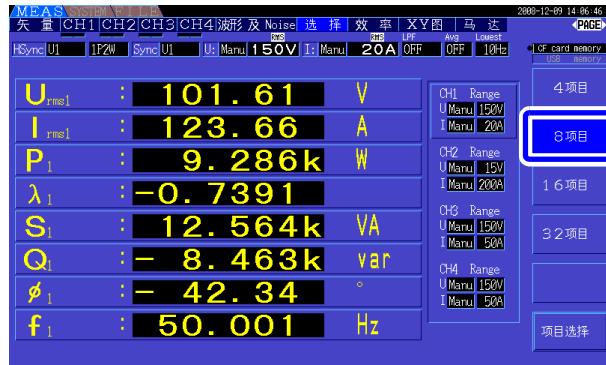 MEAS SYSTEM FILE 2008-12-09 14:06:46
矢 量 CH1 CH2 CH3 CH4 波形 及 Noise 选 择 效 率 XY图 马 达 PAGE
RMS RMS LPF Avg Lowest
HSync U1 1P2W Sync U1 U: Manu 150V I: Manu 20A OFF OFF 10Hz CF card memory
USB memory
Urms1 : 101.61 V
Irms1 : 123.66 A
P1 : 9.286k W
λ1 : -0.7391
S1 : 12.564k VA
Q1 : - 8.463k var
ø1 : - 42.34 °
f1 : 50.001 Hz
CH1 Range
U Manu 150V
I Manu 20A
CH2 Range
U Manu 15V
I Manu 200A
CH3 Range
U Manu 150V
I Manu 50A
CH4 Range
U Manu 150V
I Manu 50A
4项目
8项目
16项目
32项目
项目选择